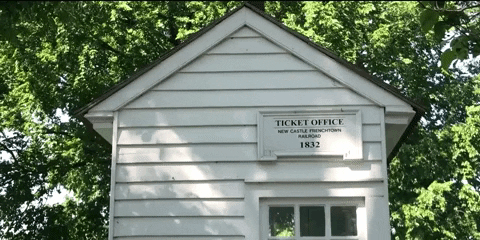 TICKET OFFICE
NEW CASTLE FRENCHTOWN
RAILROAD
1832